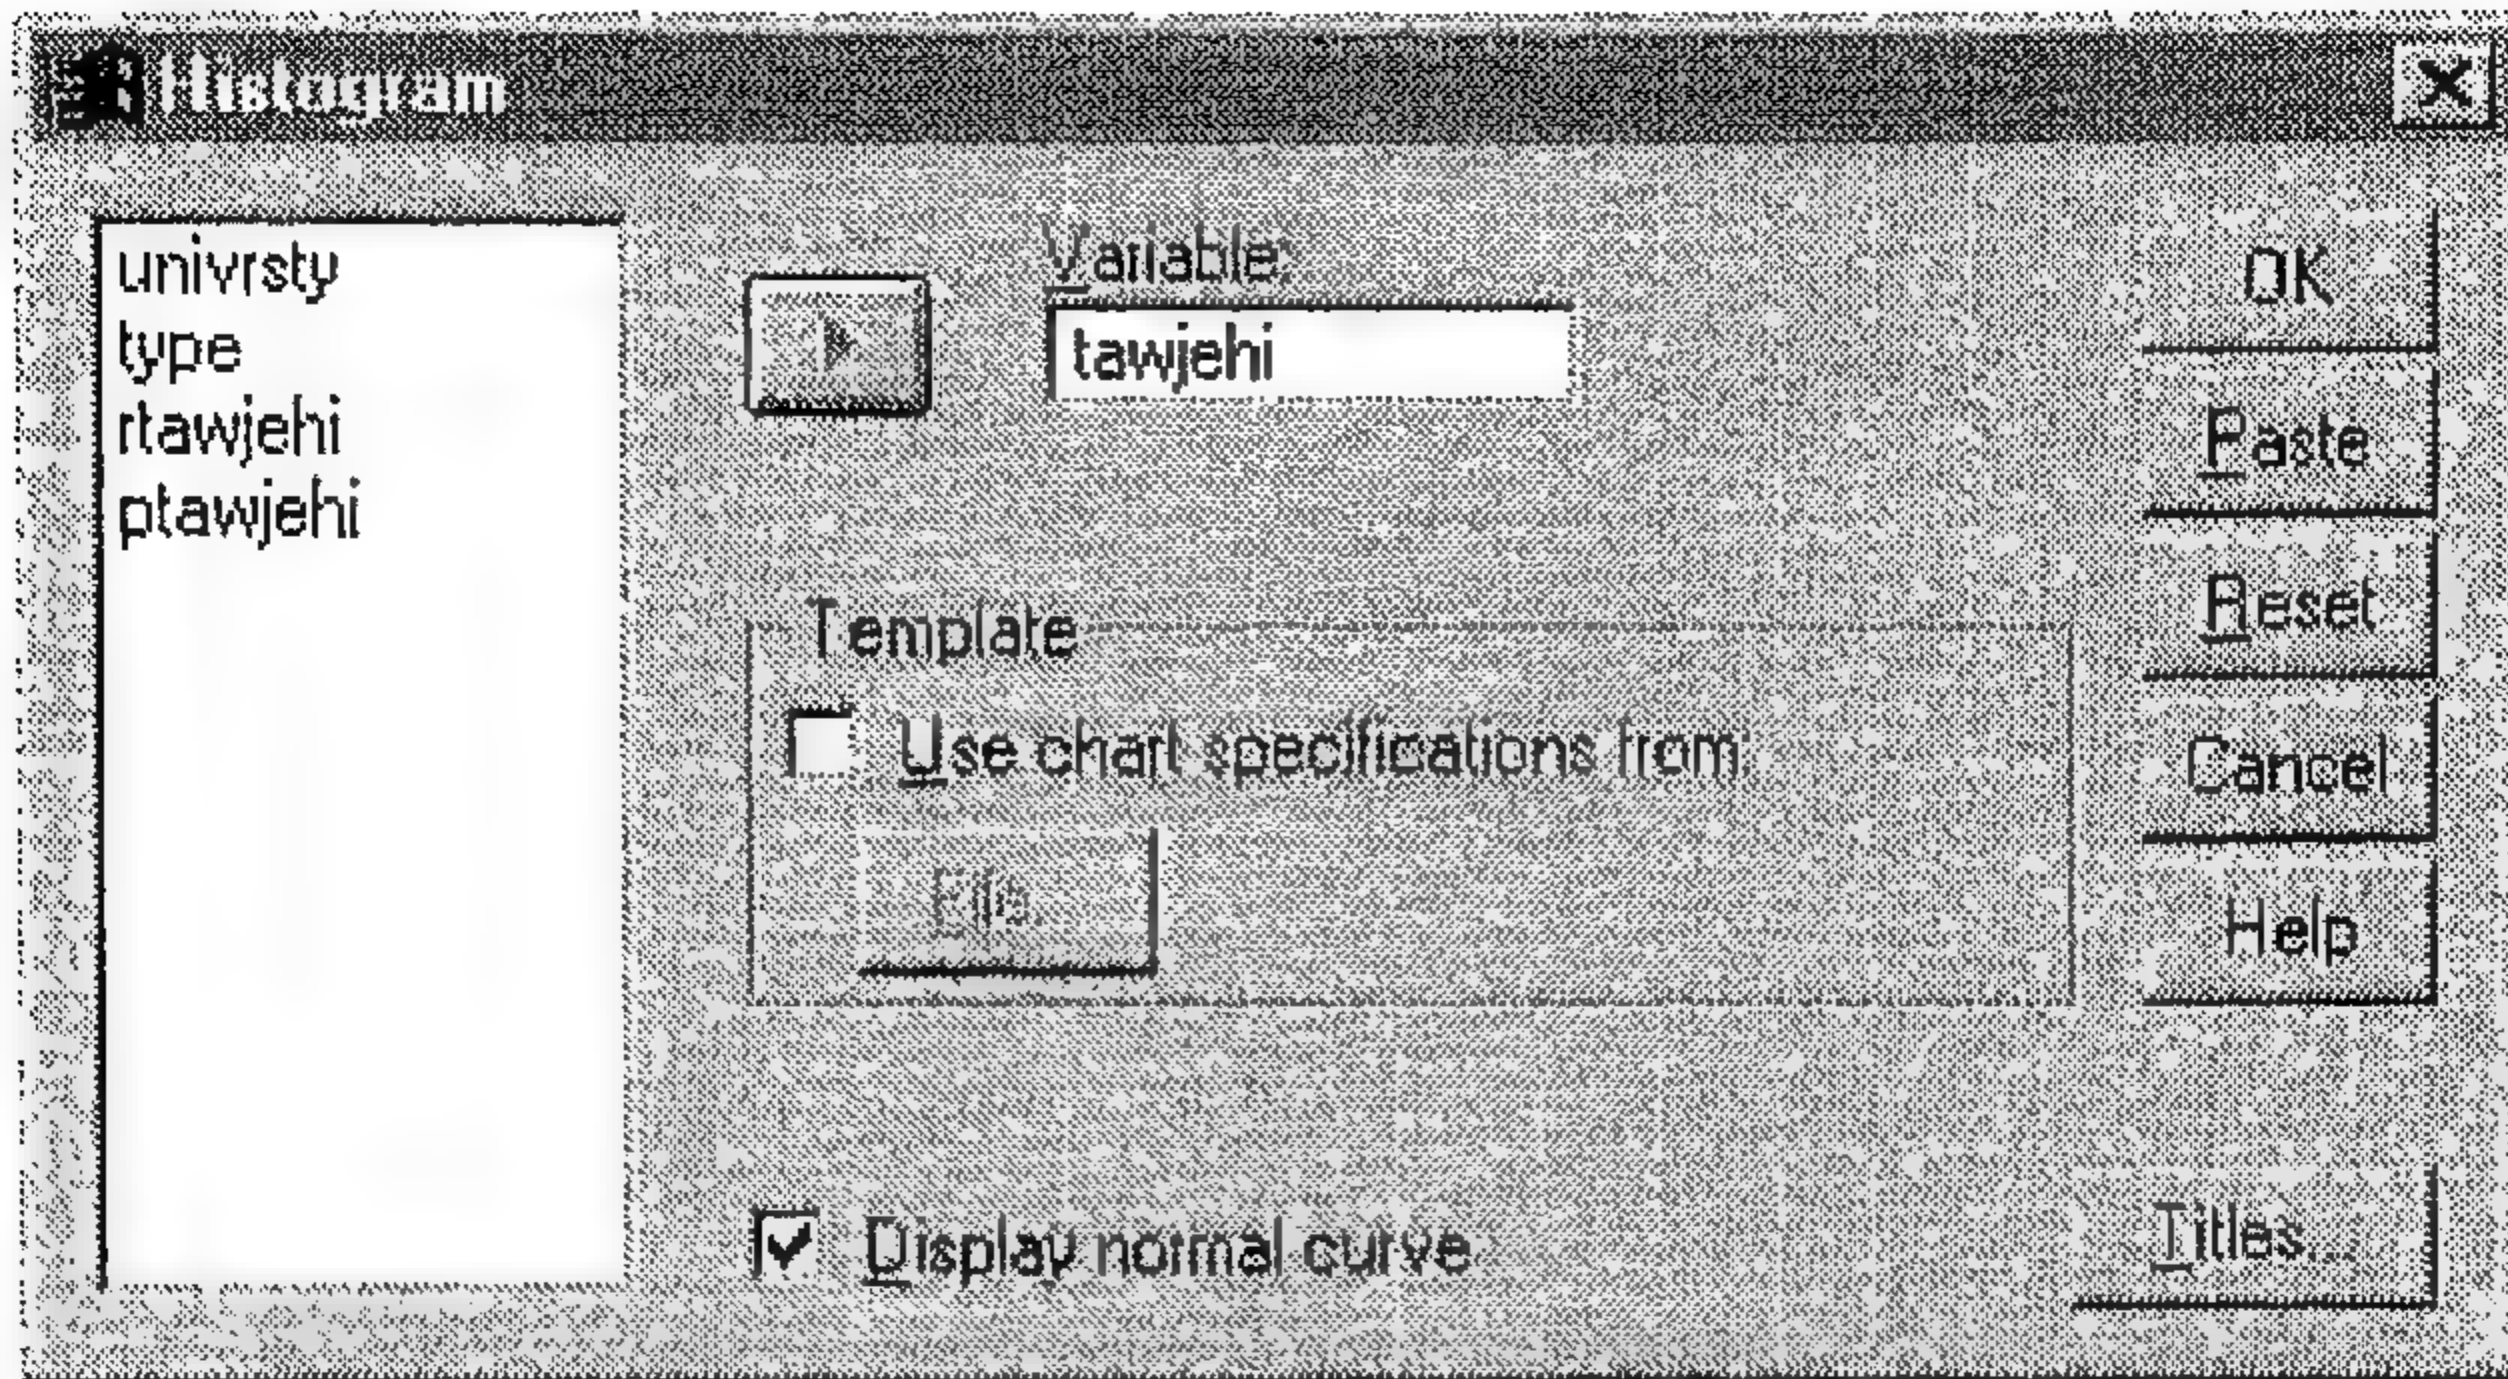 Histogram
univrsty
type
rtawjehi
ptawjehi
Variable:
tawjehi
Template
Use chart specifications from:
File...
Display normal curve
OK
Paste
Reset
Cancel
Help
Titles...